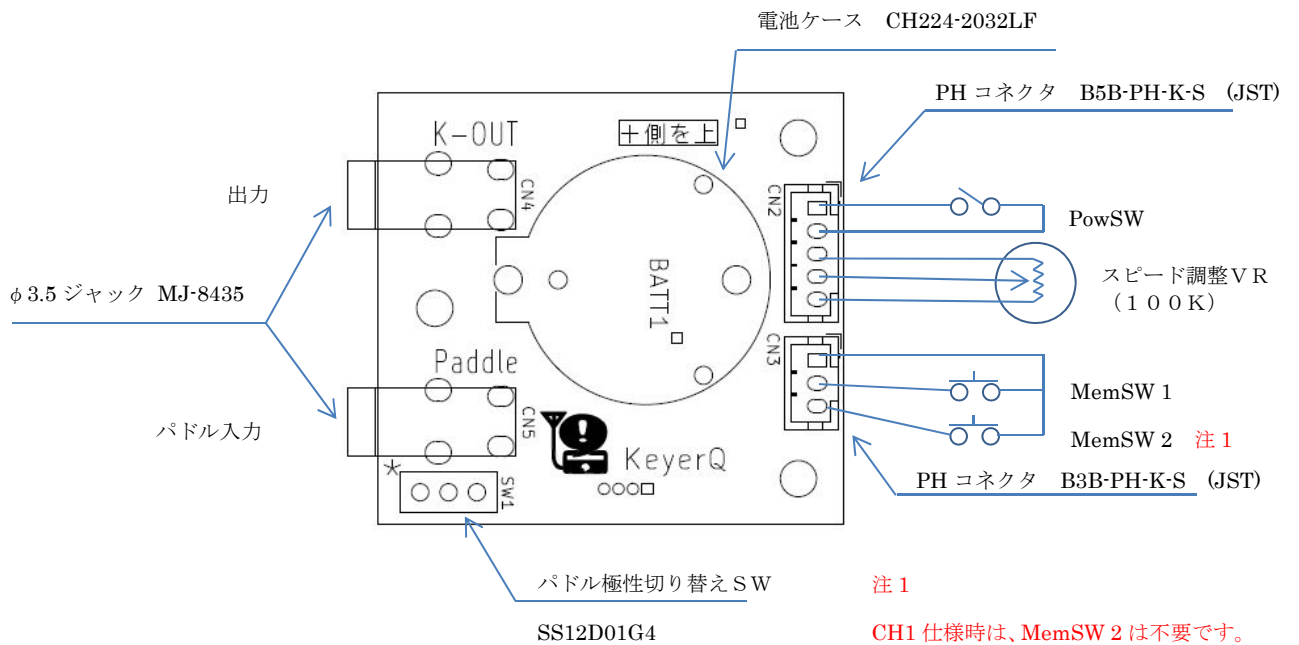 電池ケース　CH224-2032LF
PH コネクタ　B5B-PH-K-S　(JST)
K-OUT
＋側を上
出力
CN4
CN2
PowSW
スピード調整ＶＲ
（１００Ｋ）
φ3.5 ジャック MJ-8435
BATT1
CN3
Paddle
MemSW 1
パドル入力
CN5
MemSW 2　注 1
KeyerQ
PH コネクタ　B3B-PH-K-S　(JST)
*
SW1
パドル極性切り替えＳＷ
注 1
SS12D01G4
CH1 仕様時は、MemSW 2 は不要です。